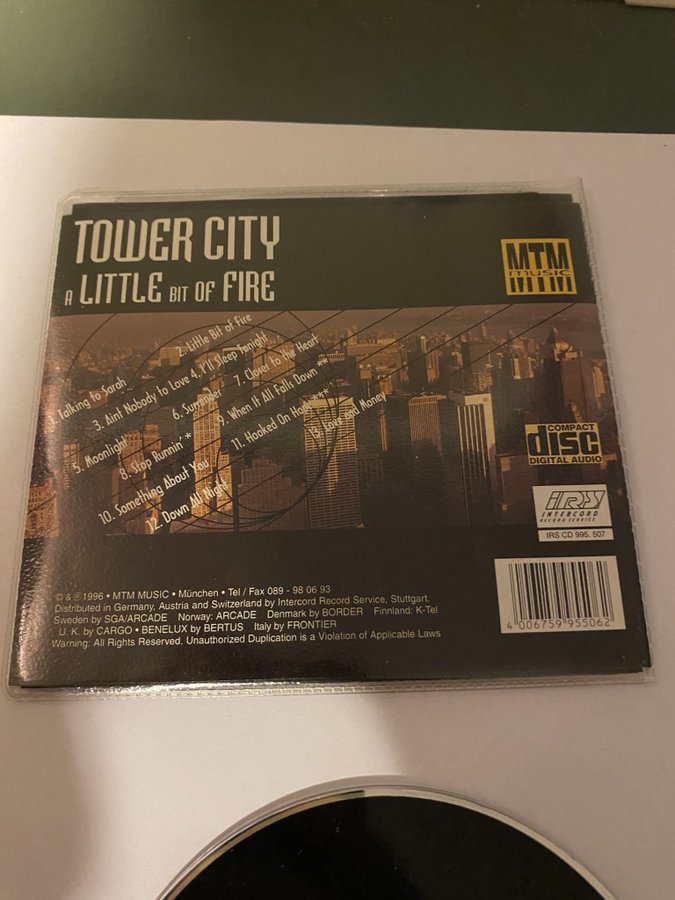 TOWER CITY
A LITTLE BIT OF FIRE
MTM
MUSIC
1. Talking to Sarah
2. Little Bit of Fire
3. Aint Nobody to Love
4. I'll Sleep Tonight
5. Moonlight
6. Surrender
7. Closer to the Heart
8. Stop Runnin' *
9. When It All Falls Down **
10. Something About You
11. Hooked On Hope ***
12. Down All Night
13. Love and Money
COMPACT
disc
DIGITAL AUDIO
IRS
INTERCORD
RECORD SERVICE
IRS CD 995. 507
© & ℗ 1996 • MTM MUSIC • München • Tel / Fax 089 - 98 06 93
Distributed in Germany, Austria and Switzerland by Intercord Record Service, Stuttgart.
Sweden by SGA/ARCADE Norway: ARCADE Denmark by BORDER Finnland: K-Tel
U. K. by CARGO • BENELUX by BERTUS Italy by FRONTIER
Warning: All Rights Reserved. Unauthorized Duplication is a Violation of Applicable Laws
4 006759 955062